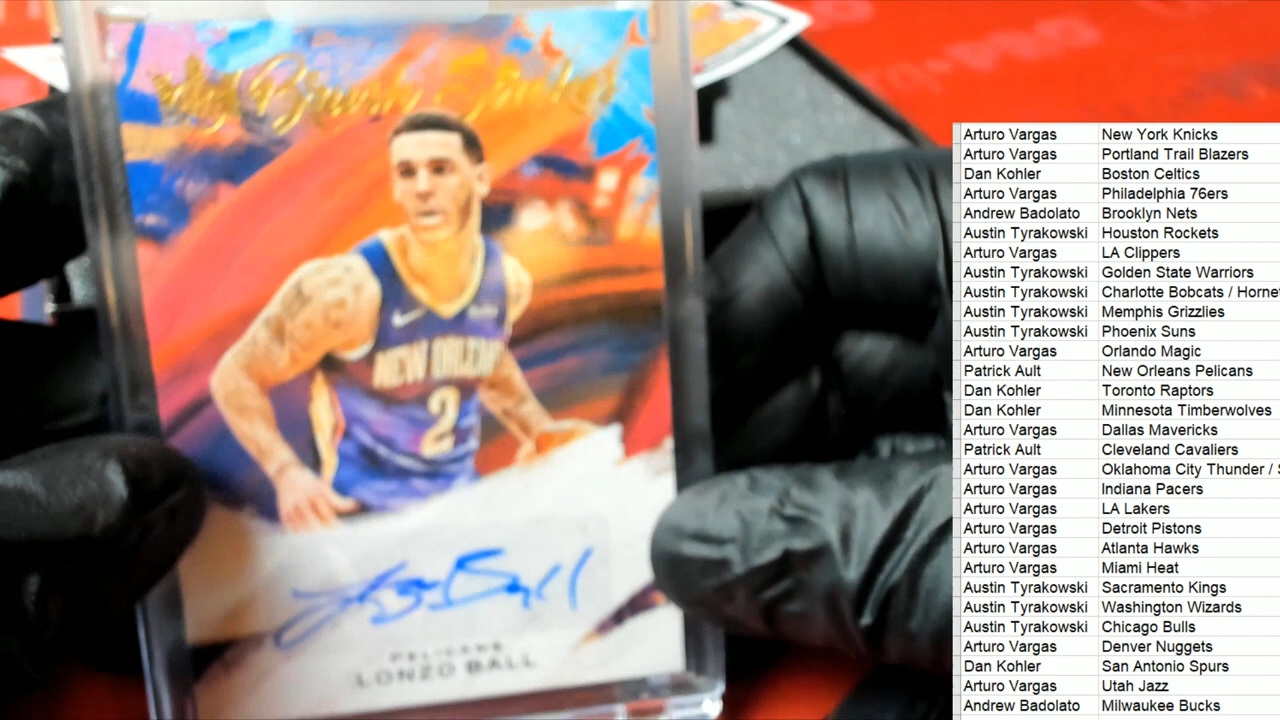 Brush Strokes
NEW ORLEANS
2
Lonzo Ball
PELICANS
LONZO BALL
PRO
Arturo Vargas New York Knicks
Arturo Vargas Portland Trail Blazers
Dan Kohler Boston Celtics
Arturo Vargas Philadelphia 76ers
Andrew Badolato Brooklyn Nets
Austin Tyrakowski Houston Rockets
Arturo Vargas LA Clippers
Austin Tyrakowski Golden State Warriors
Austin Tyrakowski Charlotte Bobcats / Horne
Austin Tyrakowski Memphis Grizzlies
Austin Tyrakowski Phoenix Suns
Arturo Vargas Orlando Magic
Patrick Ault New Orleans Pelicans
Dan Kohler Toronto Raptors
Dan Kohler Minnesota Timberwolves
Arturo Vargas Dallas Mavericks
Patrick Ault Cleveland Cavaliers
Arturo Vargas Oklahoma City Thunder / S
Arturo Vargas Indiana Pacers
Arturo Vargas LA Lakers
Arturo Vargas Detroit Pistons
Arturo Vargas Atlanta Hawks
Arturo Vargas Miami Heat
Austin Tyrakowski Sacramento Kings
Austin Tyrakowski Washington Wizards
Austin Tyrakowski Chicago Bulls
Arturo Vargas Denver Nuggets
Dan Kohler San Antonio Spurs
Arturo Vargas Utah Jazz
Andrew Badolato Milwaukee Bucks